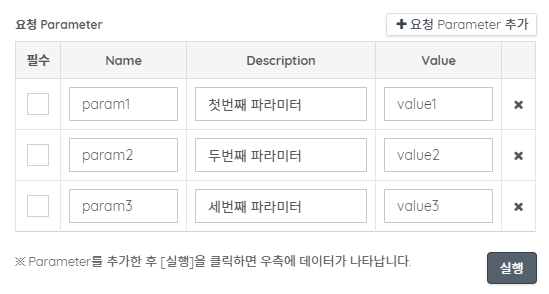 요청 Parameter
+ 요청 Parameter 추가
필수 Name Description Value
param1 첫번째 파라미터 value1 ×
param2 두번째 파라미터 value2 ×
param3 세번째 파라미터 value3 ×
※ Parameter를 추가한 후 [실행]을 클릭하면 우측에 데이터가 나타납니다.
실행